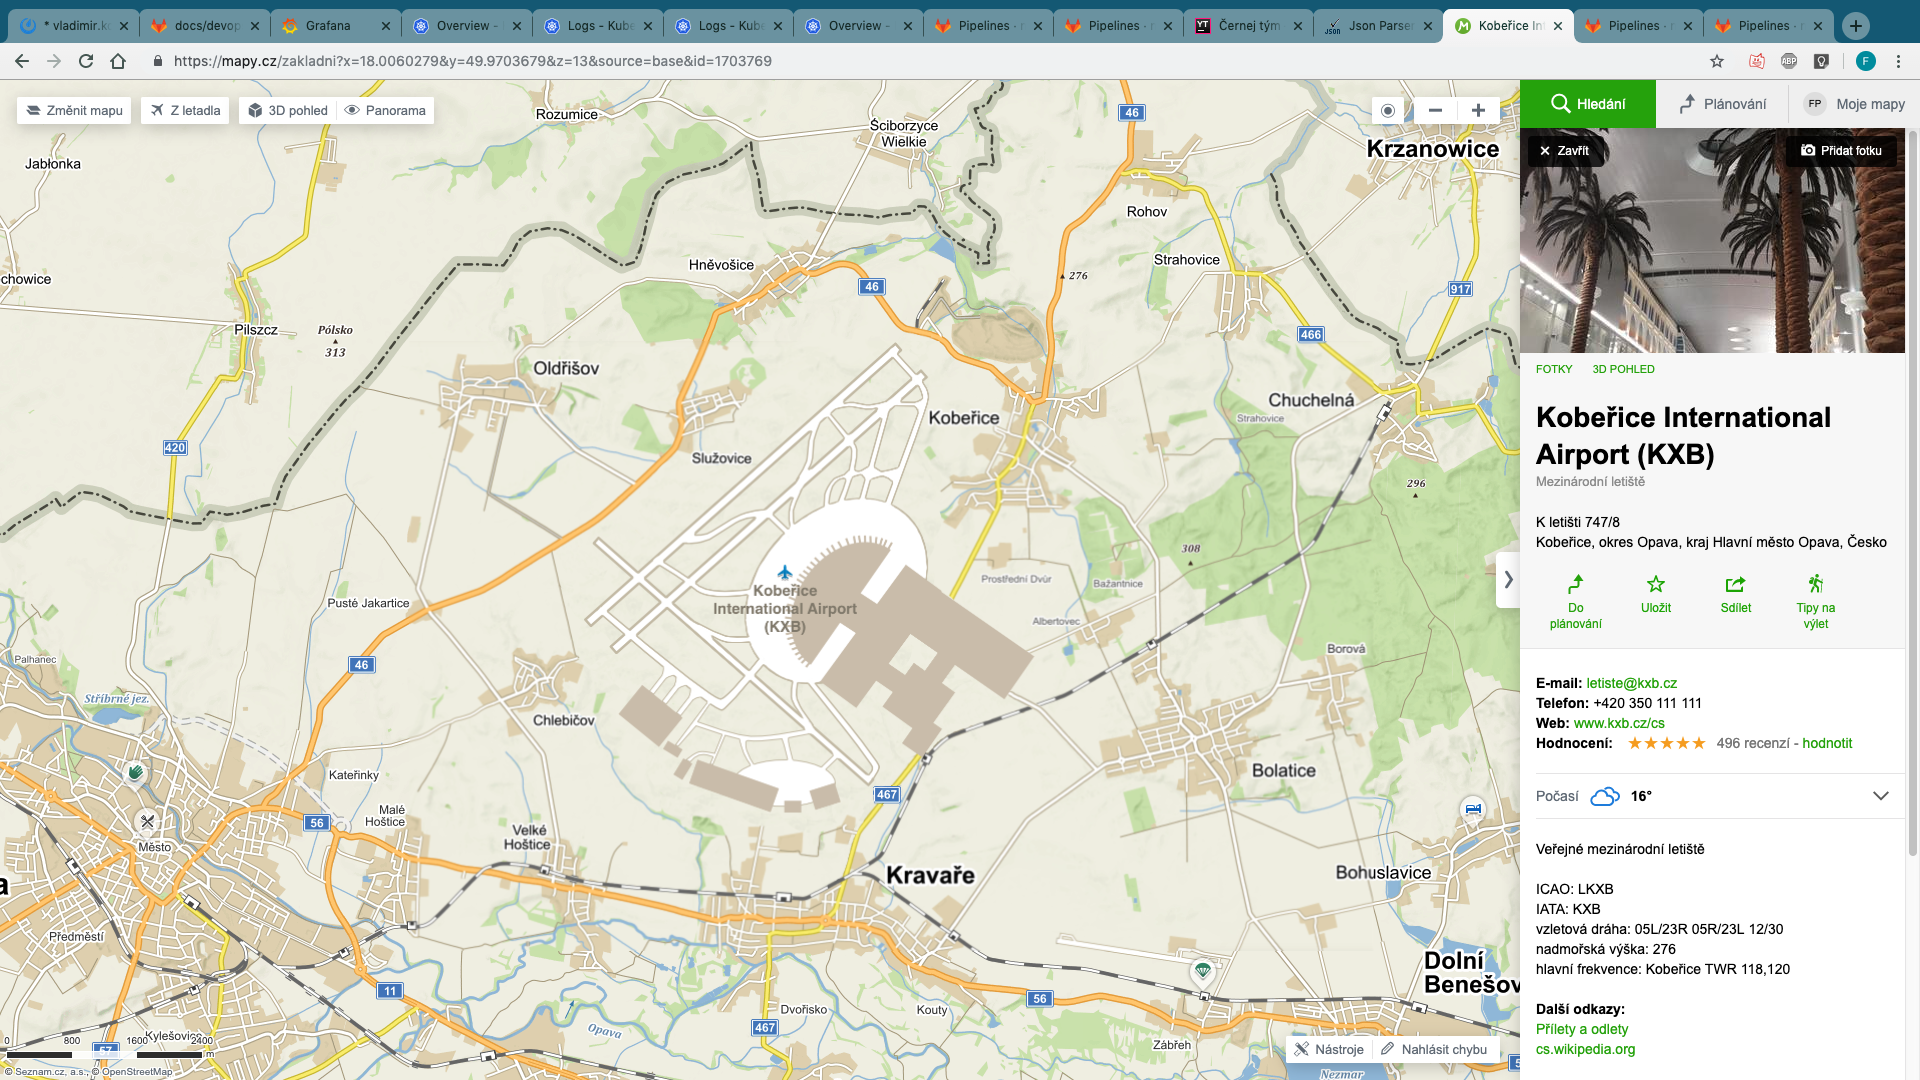 * vladimir.ko
docs/devop
Grafana
Overview -
Logs - Kube
Logs - Kube
Overview -
Pipelines · r
Pipelines · r
Černej tým
Json Parser
Kobeřice Int
Pipelines · r
Pipelines · r
https://mapy.cz/zakladni?x=18.0060279&y=49.9703679&z=13&source=base&id=1703769
ABP
F
Změnit mapu
Z letadla
3D pohled
Panorama
Hledání
Plánování
FP
Moje mapy
Zavřít
Přidat fotku
FOTKY
3D POHLED
Kobeřice International
Airport (KXB)
Mezinárodní letiště
K letišti 747/8
Kobeřice, okres Opava, kraj Hlavní město Opava, Česko
Do
plánování
Uložit
Sdílet
Tipy na
výlet
E-mail: letiste@kxb.cz
Telefon: +420 350 111 111
Web: www.kxb.cz/cs
Hodnocení: 496 recenzí - hodnotit
Počasí 16°
Veřejné mezinárodní letiště
ICAO: LKXB
IATA: KXB
vzletová dráha: 05L/23R 05R/23L 12/30
nadmořská výška: 276
hlavní frekvence: Kobeřice TWR 118,120
Další odkazy:
Přílety a odlety
cs.wikipedia.org
Rozumice
Ściborzyce
Wielkie
46
Krzanowice
Jabłonka
Rohov
Hněvošice
Strahovice
276
chowice
46
917
Pilszcz
Pólsko
313
466
Oldřišov
Chuchelná
Kobeřice
Strahovice
420
Služovice
296
308
Kobeřice
International Airport
(KXB)
Prostřední Dvůr
Bažantnice
Pusté Jakartice
Albertovec
Borová
Palhanec
46
Stříbrné jez.
Chlebičov
Kateřinky
Bolatice
467
Malé
Hoštice
56
Velké
Hoštice
Město
Kravaře
Bohuslavice
a
Předměstí
Dolní
Benešov
11
56
Dvořisko
Kouty
467
Opava
Kylešovice
Zábřeh
57
Nezmar
5
0 800 1600 2400
m
© Seznam.cz, a.s., © OpenStreetMap
Nástroje
Nahlásit chybu